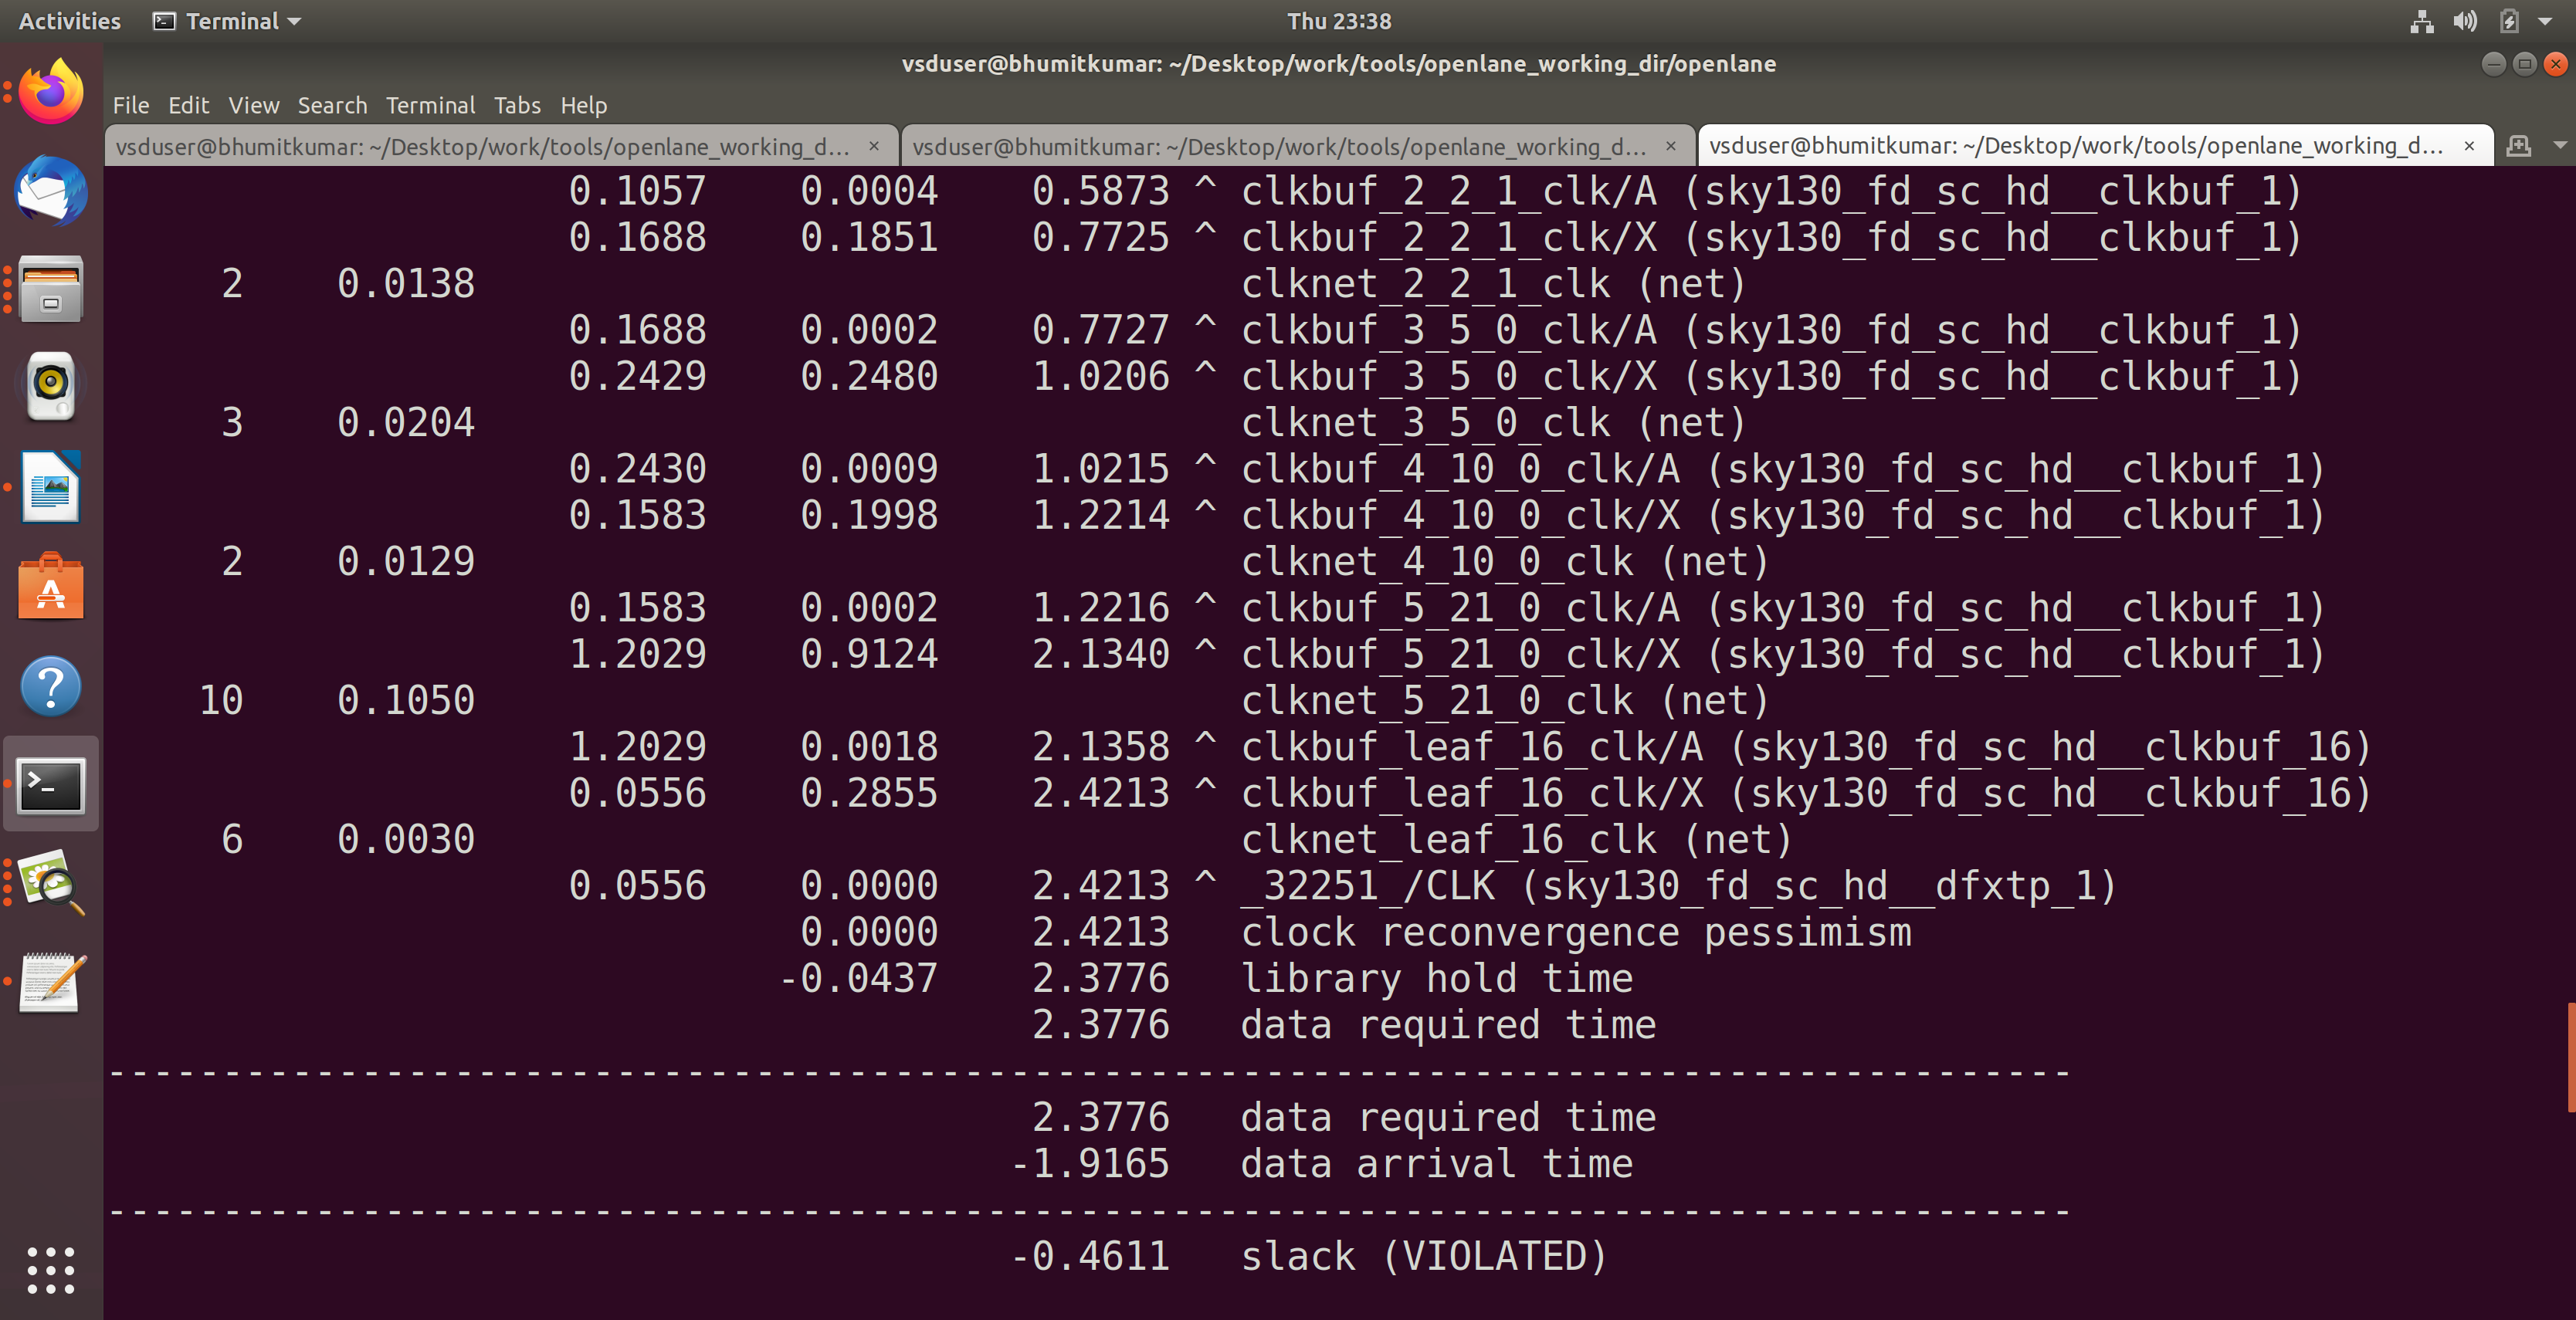 Activities Terminal Thu 23:38
vsduser@bhumitkumar: ~/Desktop/work/tools/openlane_working_dir/openlane
File Edit View Search Terminal Tabs Help
vsduser@bhumitkumar: ~/Desktop/work/tools/openlane_working_d... × vsduser@bhumitkumar: ~/Desktop/work/tools/openlane_working_d... × vsduser@bhumitkumar: ~/Desktop/work/tools/openlane_working_d... ×
0.1057 0.0004 0.5873 ^ clkbuf_2_2_1_clk/A (sky130_fd_sc_hd__clkbuf_1)
0.1688 0.1851 0.7725 ^ clkbuf_2_2_1_clk/X (sky130_fd_sc_hd__clkbuf_1)
2 0.0138 clknet_2_2_1_clk (net)
0.1688 0.0002 0.7727 ^ clkbuf_3_5_0_clk/A (sky130_fd_sc_hd__clkbuf_1)
0.2429 0.2480 1.0206 ^ clkbuf_3_5_0_clk/X (sky130_fd_sc_hd__clkbuf_1)
3 0.0204 clknet_3_5_0_clk (net)
0.2430 0.0009 1.0215 ^ clkbuf_4_10_0_clk/A (sky130_fd_sc_hd__clkbuf_1)
0.1583 0.1998 1.2214 ^ clkbuf_4_10_0_clk/X (sky130_fd_sc_hd__clkbuf_1)
2 0.0129 clknet_4_10_0_clk (net)
0.1583 0.0002 1.2216 ^ clkbuf_5_21_0_clk/A (sky130_fd_sc_hd__clkbuf_1)
1.2029 0.9124 2.1340 ^ clkbuf_5_21_0_clk/X (sky130_fd_sc_hd__clkbuf_1)
10 0.1050 clknet_5_21_0_clk (net)
1.2029 0.0018 2.1358 ^ clkbuf_leaf_16_clk/A (sky130_fd_sc_hd__clkbuf_16)
0.0556 0.2855 2.4213 ^ clkbuf_leaf_16_clk/X (sky130_fd_sc_hd__clkbuf_16)
6 0.0030 clknet_leaf_16_clk (net)
0.0556 0.0000 2.4213 ^ _32251_/CLK (sky130_fd_sc_hd__dfxtp_1)
0.0000 2.4213 clock reconvergence pessimism
-0.0437 2.3776 library hold time
2.3776 data required time
-------------------------------------------------------------------------------------
2.3776 data required time
-1.9165 data arrival time
-------------------------------------------------------------------------------------
-0.4611 slack (VIOLATED)